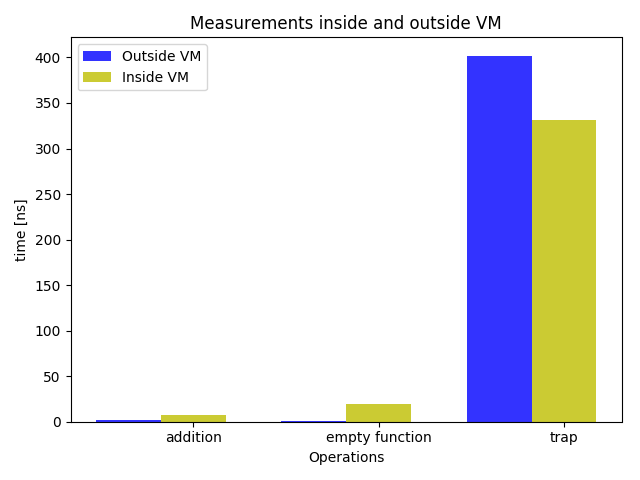 Measurements inside and outside VM
Outside VM
Inside VM
400
350
300
250
200
150
100
50
0
time [ns]
addition
empty function
trap
Operations